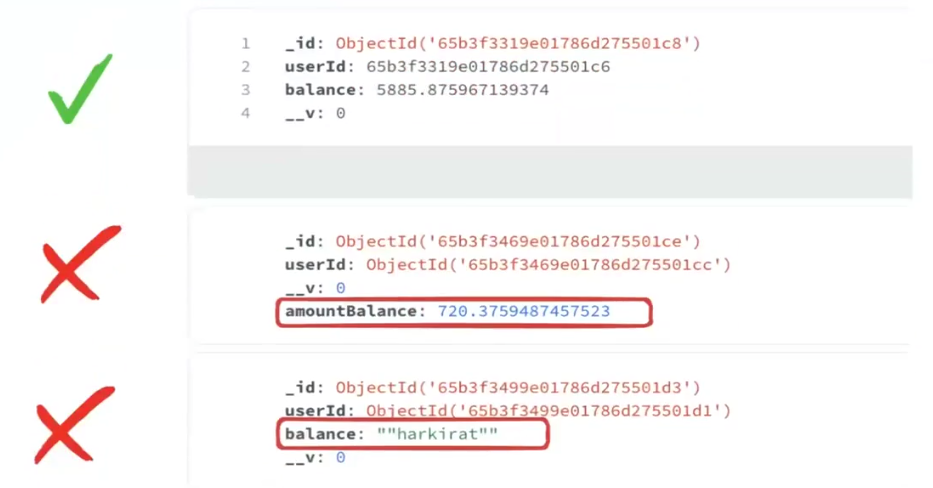 1 _id: ObjectId('65b3f3319e01786d275501c8')
2 userId: 65b3f3319e01786d275501c6
3 balance: 5885.875967139374
4 __v: 0
_id: ObjectId('65b3f3469e01786d275501ce')
userId: ObjectId('65b3f3469e01786d275501cc')
__v: 0
amountBalance: 720.3759487457523
_id: ObjectId('65b3f3499e01786d275501d3')
userId: ObjectId('65b3f3499e01786d275501d1')
balance: ""harkirat""
__v: 0